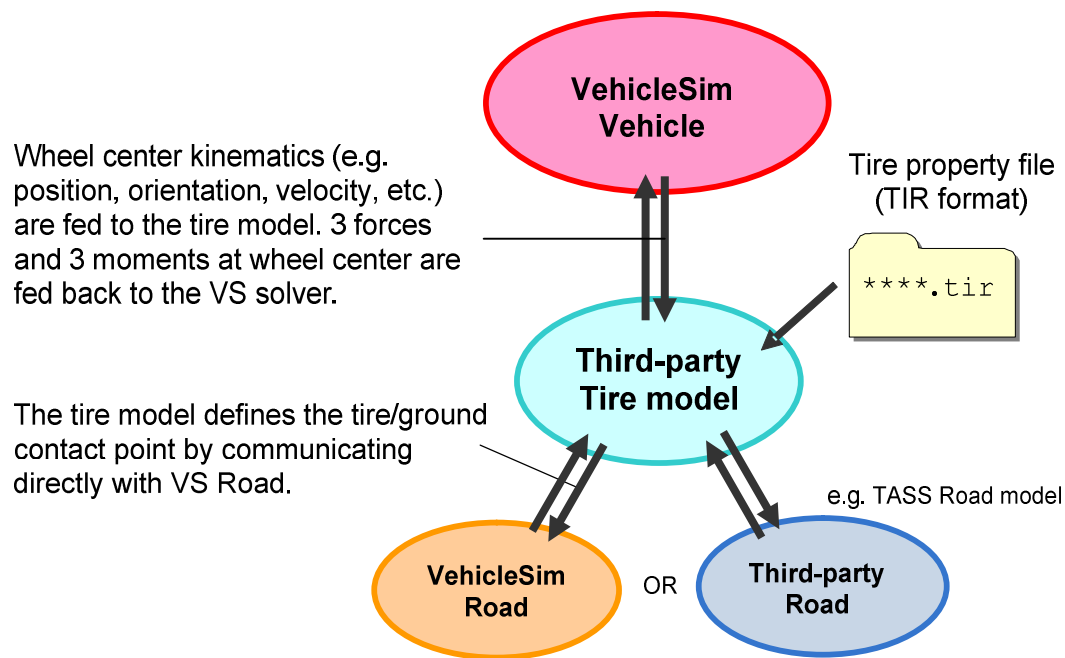 VehicleSim
Vehicle
Wheel center kinematics (e.g.
position, orientation, velocity, etc.)
are fed to the tire model. 3 forces
and 3 moments at wheel center are
fed back to the VS solver.
Tire property file
(TIR format)
****.tir
Third-party
Tire model
The tire model defines the tire/ground
contact point by communicating
directly with VS Road.
e.g. TASS Road model
VehicleSim
Road
OR
Third-party
Road